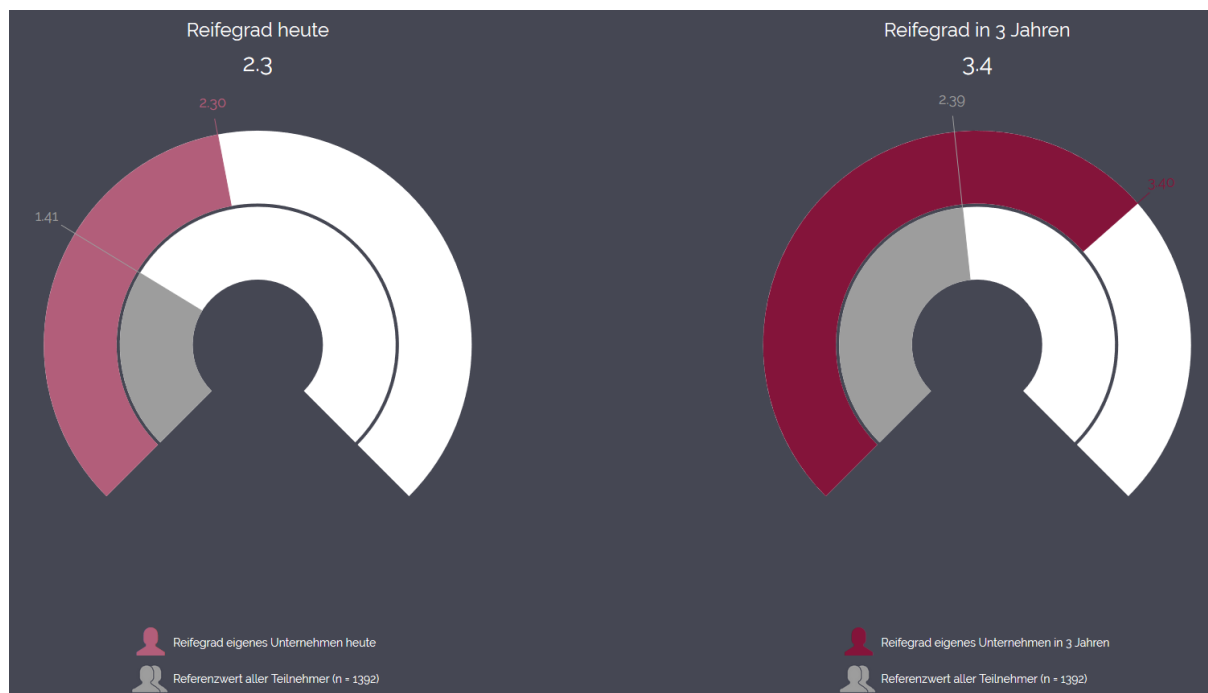 Reifegrad heute
2.3
2.30
1.41
Reifegrad eigenes Unternehmen heute
Referenzwert aller Teilnehmer (n = 1392)
Reifegrad in 3 Jahren
3.4
2.39
3.40
Reifegrad eigenes Unternehmen in 3 Jahren
Referenzwert aller Teilnehmer (n = 1392)